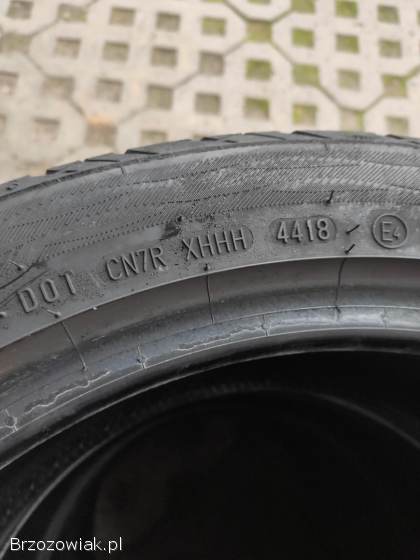 DOT CN7R XHHH 4418 E4
Brzozowiak.pl